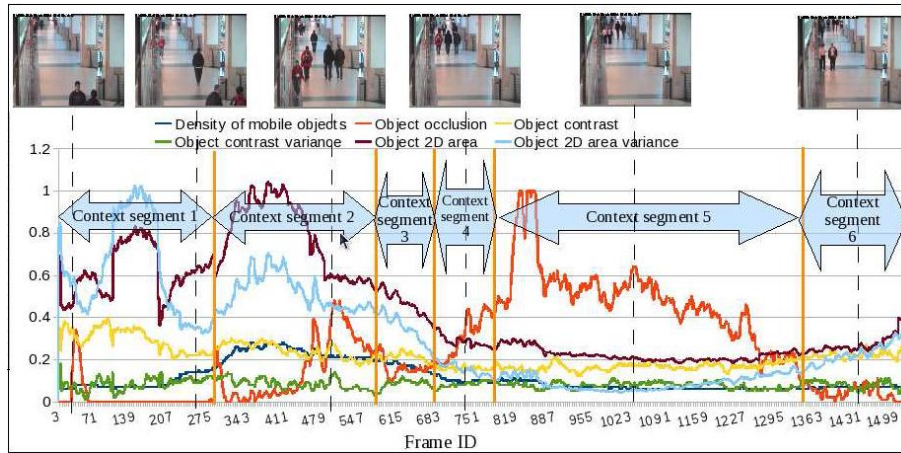 Density of mobile objects Object occlusion Object contrast
Object contrast variance Object 2D area Object 2D area variance
1.2
1
0.8
0.6
0.4
0.2
0
Context segment 1
Context segment 2
Context
segment
3
Context
segment
4
Context segment 5
Context
segment
6
3 71 139 207 275 343 411 479 547 615 683 751 819 887 955 1023 1091 1159 1227 1295 1363 1431 1499
Frame ID